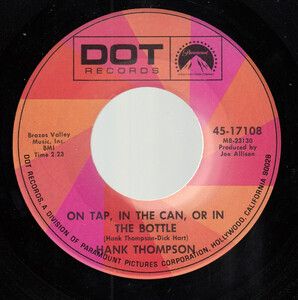 DOT
RECORDS
Paramount
Brazos Valley
Music, Inc.
BMI
Time 2:23
45-17108
MB-23135
Produced by
Joe Allison
ON TAP, IN THE CAN, OR IN
THE BOTTLE
(Hank Thompson-Dick Hart)
HANK THOMPSON
DOT RECORDS, A DIVISION OF PARAMOUNT PICTURES CORPORATION, HOLLYWOOD, CALIFORNIA 90028